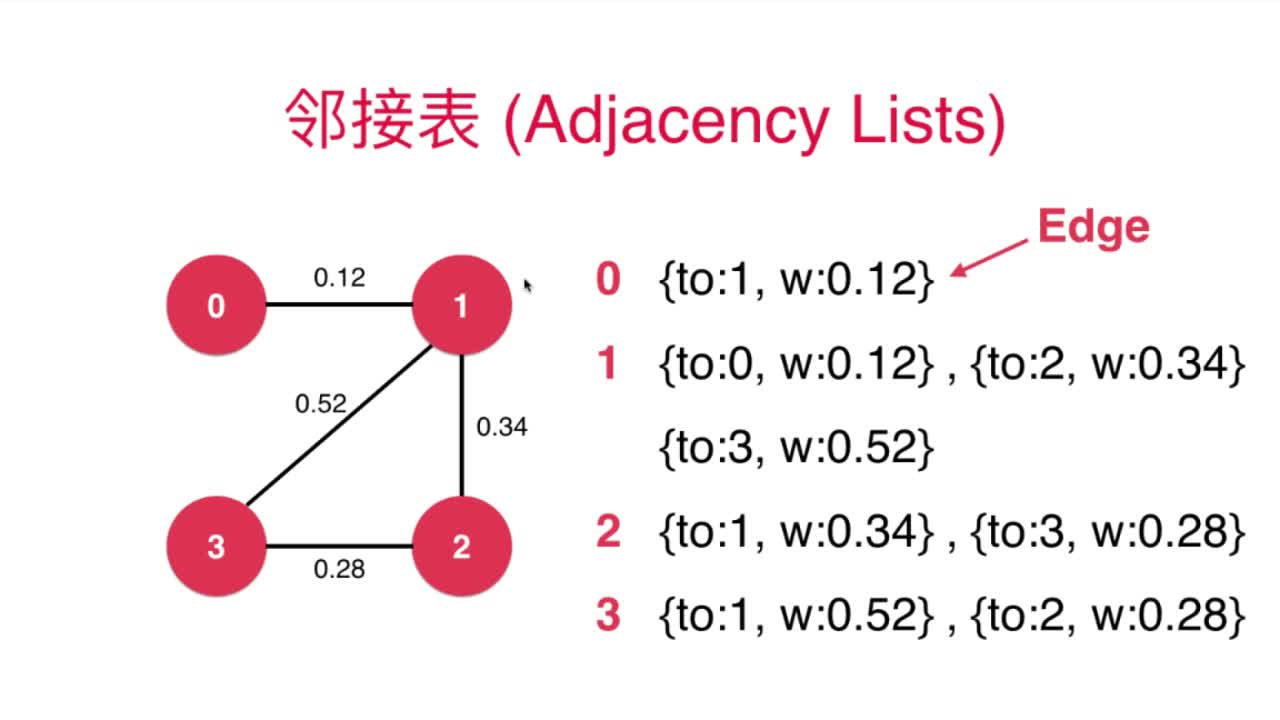 邻接表 (Adjacency Lists)
Edge
0 {to:1, w:0.12}
1 {to:0, w:0.12} , {to:2, w:0.34}
{to:3, w:0.52}
2 {to:1, w:0.34} , {to:3, w:0.28}
3 {to:1, w:0.52} , {to:2, w:0.28}
0 0.12 1
0.52 0.34
3 0.28 2